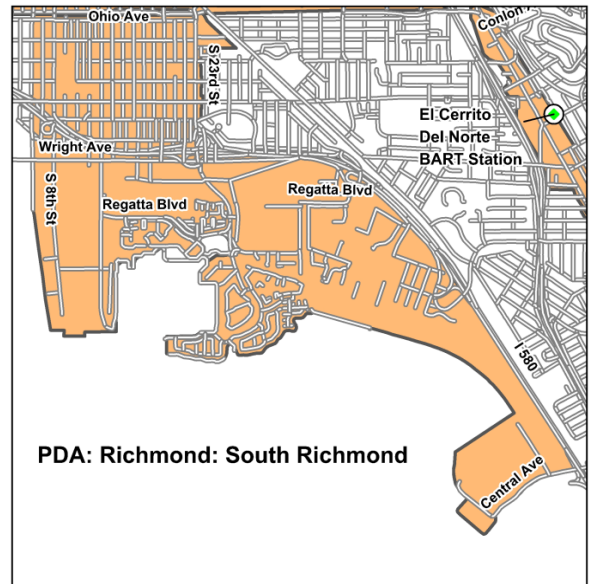 Ohio Ave
Conlon
S 23rd St
El Cerrito
Del Norte
BART Station
Wright Ave
S 8th St
Regatta Blvd
Regatta Blvd
I 580
PDA: Richmond: South Richmond
Central Ave